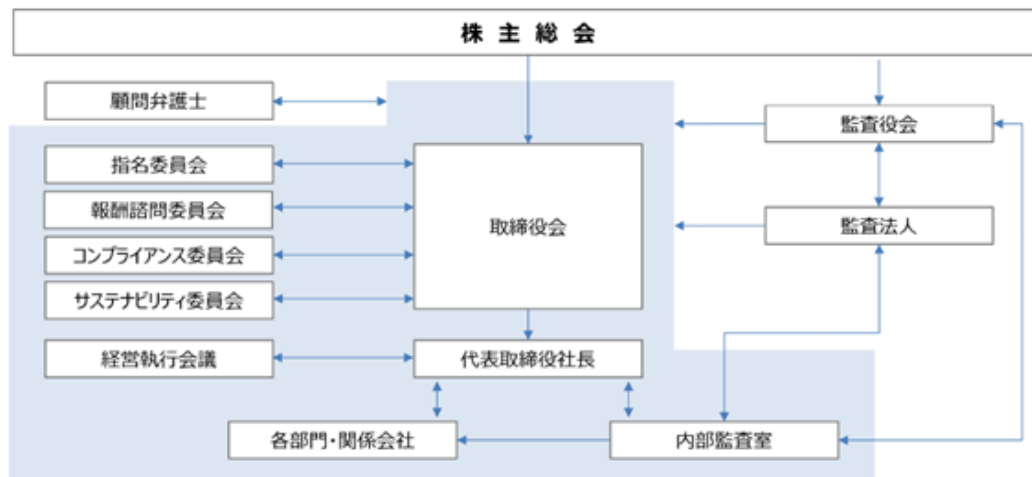 株主総会
顧問弁護士
監査役会
指名委員会
報酬諮問委員会
取締役会
監査法人
コンプライアンス委員会
サステナビリティ委員会
経営執行会議
代表取締役社長
各部門・関係会社
内部監査室